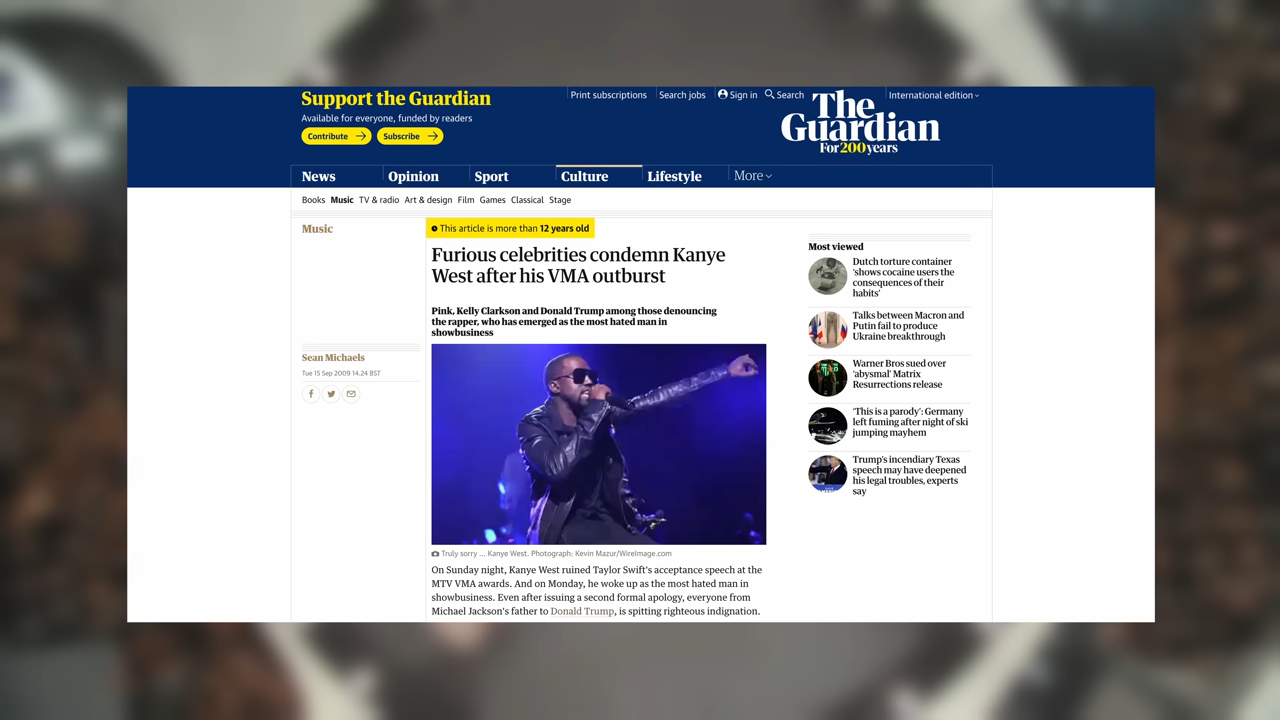 Support the Guardian
Available for everyone, funded by readers
Contribute
Subscribe
Print subscriptions
Search jobs
Sign in
Search
International edition
The
Guardian
For 200 years
News
Opinion
Sport
Culture
Lifestyle
More
Books Music TV & radio Art & design Film Games Classical Stage
Music
This article is more than 12 years old
Furious celebrities condemn Kanye
West after his VMA outburst
Pink, Kelly Clarkson and Donald Trump among those denouncing
the rapper, who has emerged as the most hated man in
showbusiness
Sean Michaels
Tue 15 Sep 2009 14.24 BST
Truly sorry ... Kanye West. Photograph: Kevin Mazur/WireImage.com
On Sunday night, Kanye West ruined Taylor Swift's acceptance speech at the
MTV VMA awards. And on Monday, he woke up as the most hated man in
showbusiness. Even after issuing a second formal apology, everyone from
Michael Jackson's father to Donald Trump, is spitting righteous indignation.
Most viewed
Dutch torture container
'shows cocaine users the
consequences of their
habits'
Talks between Macron and
Putin fail to produce
Ukraine breakthrough
Warner Bros sued over
'abysmal' Matrix
Resurrections release
'This is a parody': Germany
left fuming after night of ski
jumping mayhem
Trump's incendiary Texas
speech may have deepened
his legal troubles, experts
say